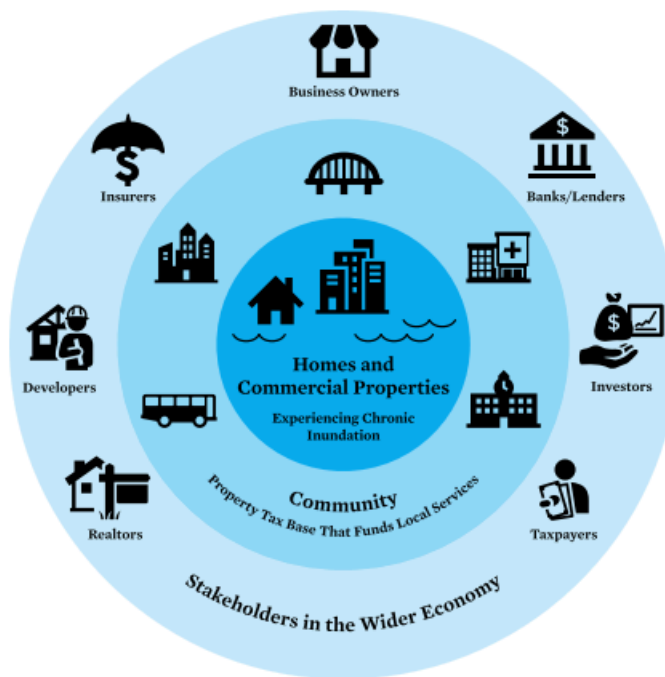 Business Owners
Insurers
Banks/Lenders
$
$
Developers
$
Investors
Homes and
Commercial Properties
Experiencing Chronic
Inundation
Community
Property Tax Base That Funds Local Services
Realtors
Taxpayers
Stakeholders in the Wider Economy